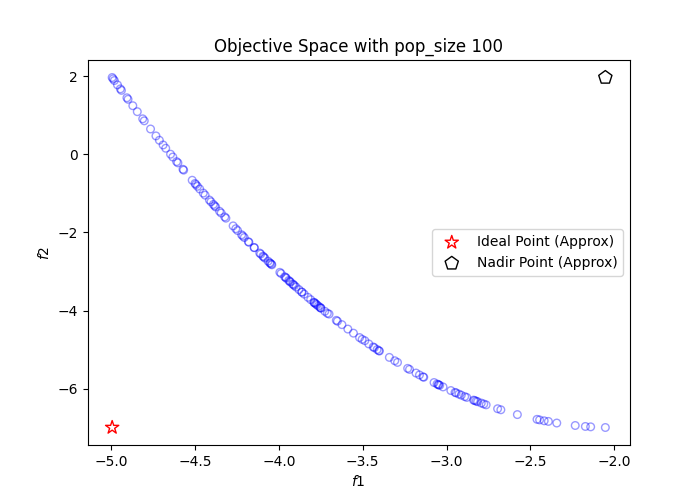 Objective Space with pop_size 100
2
0
−2
−4
−6
f2
Ideal Point (Approx)
Nadir Point (Approx)
−5.0 −4.5 −4.0 −3.5 −3.0 −2.5 −2.0
f1